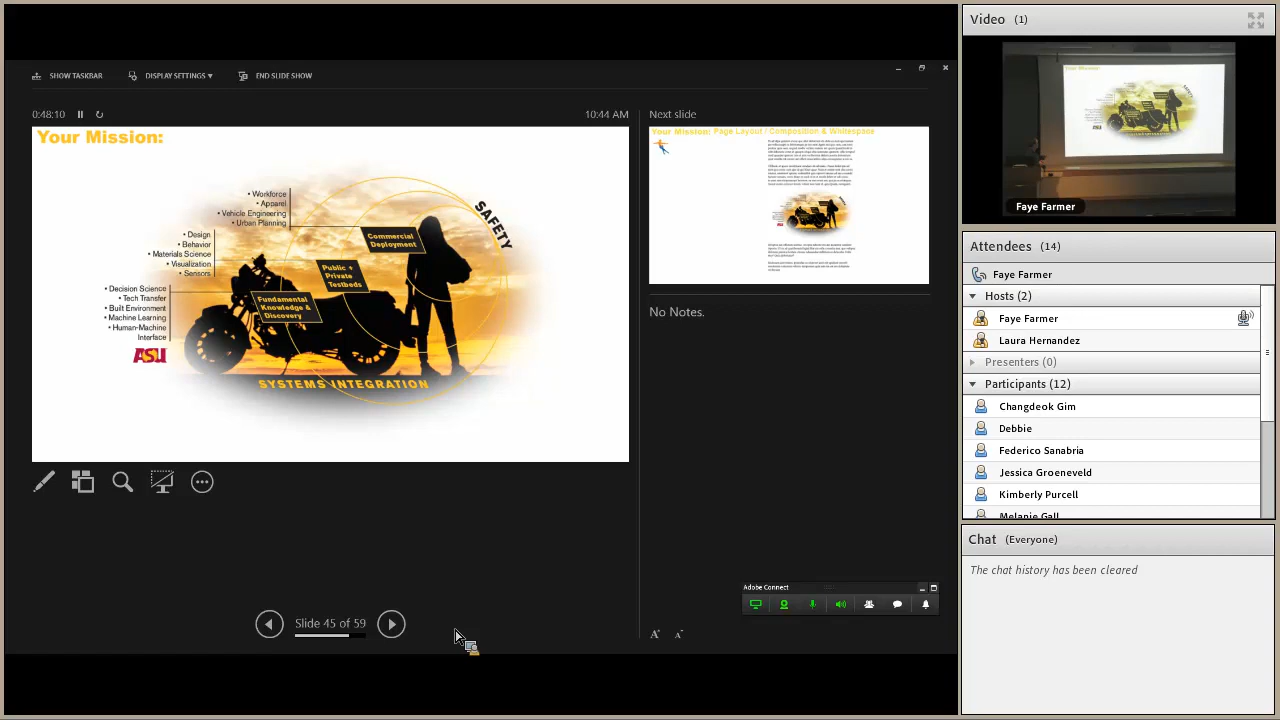 SHOW TASKBAR
DISPLAY SETTINGS ▾
END SLIDE SHOW
0:48:10
10:44 AM
Your Mission:
• Workforce
• Apparel
• Vehicle Engineering
• Urban Planning
SAFETY
Commercial
Deployment
• Design
• Behavior
• Materials Science
• Visualization
• Sensors
Public +
Private
Testbeds
• Decision Science
• Tech Transfer
• Built Environment
• Machine Learning
• Human-Machine
Interface
Fundamental
Knowledge &
Discovery
ASU
SYSTEMS INTEGRATION
Slide 45 of 59
Next slide
Your Mission: Page Layout / Composition & Whitespace
No Notes.
Adobe Connect
A
A
Video (1)
Faye Farmer
Attendees (14)
Faye Farmer
Hosts (2)
Faye Farmer
Laura Hernandez
Presenters (0)
Participants (12)
Changdeok Gim
Debbie
Federico Sanabria
Jessica Groeneveld
Kimberly Purcell
Melanie Gall
Chat (Everyone)
The chat history has been cleared